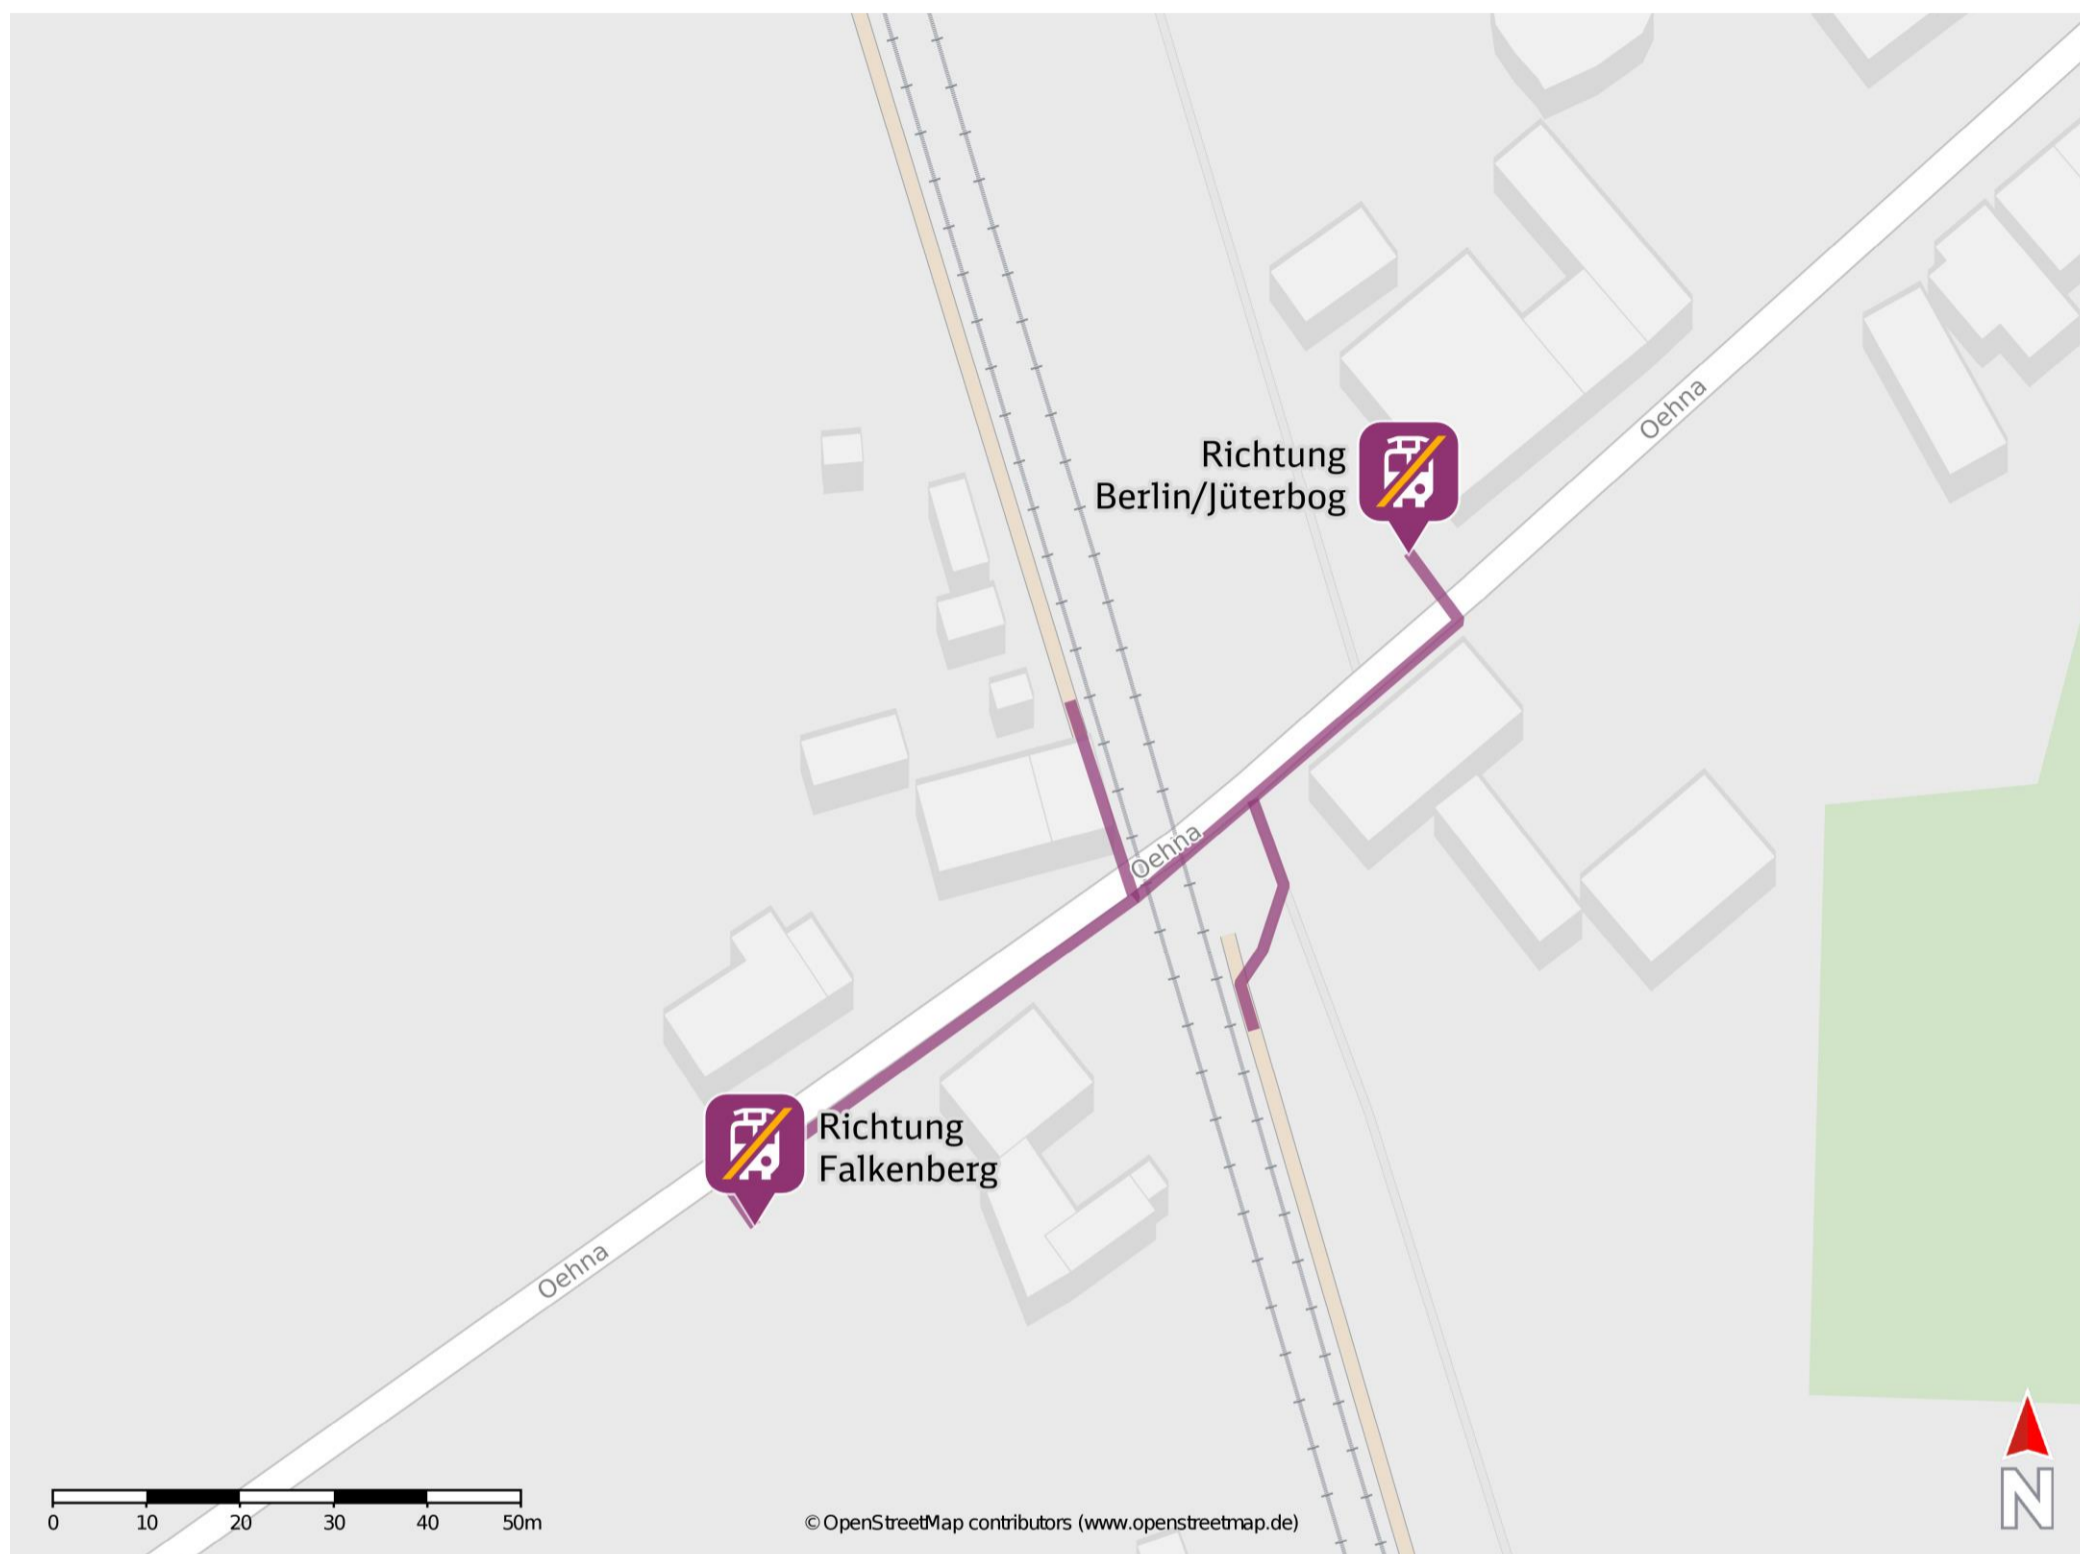 Oehna
Richtung
Berlin/Jüterbog
Oehna
Richtung
Falkenberg
Oehna
0 10 20 30 40 50m
© OpenStreetMap contributors (www.openstreetmap.de)
N